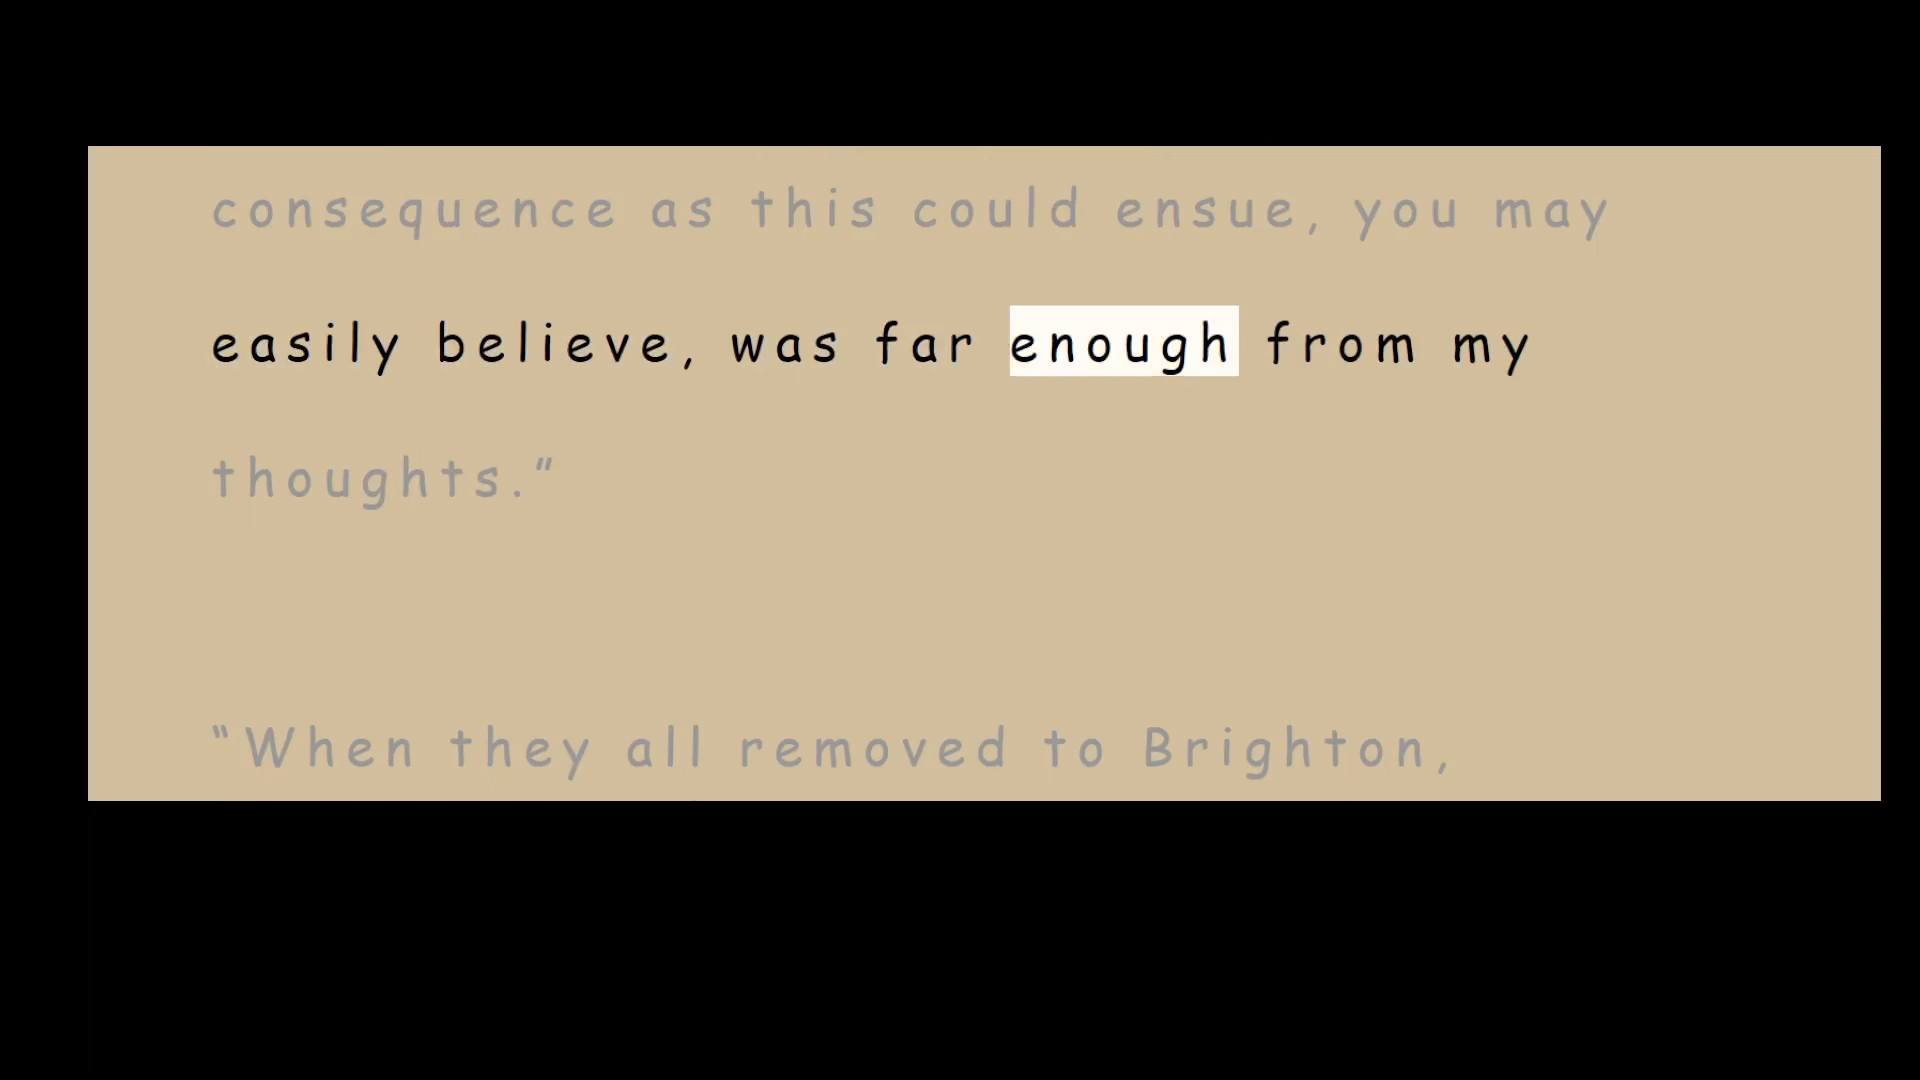 consequence as this could ensue, you may
easily believe, was far enough from my
thoughts.”

“When they all removed to Brighton,